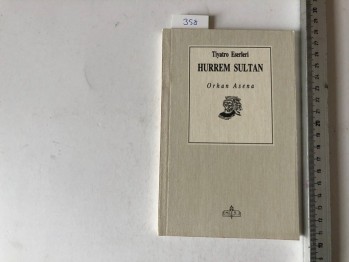 358
Tiyatro Eserleri
HURREM SULTAN
Orhan Asena